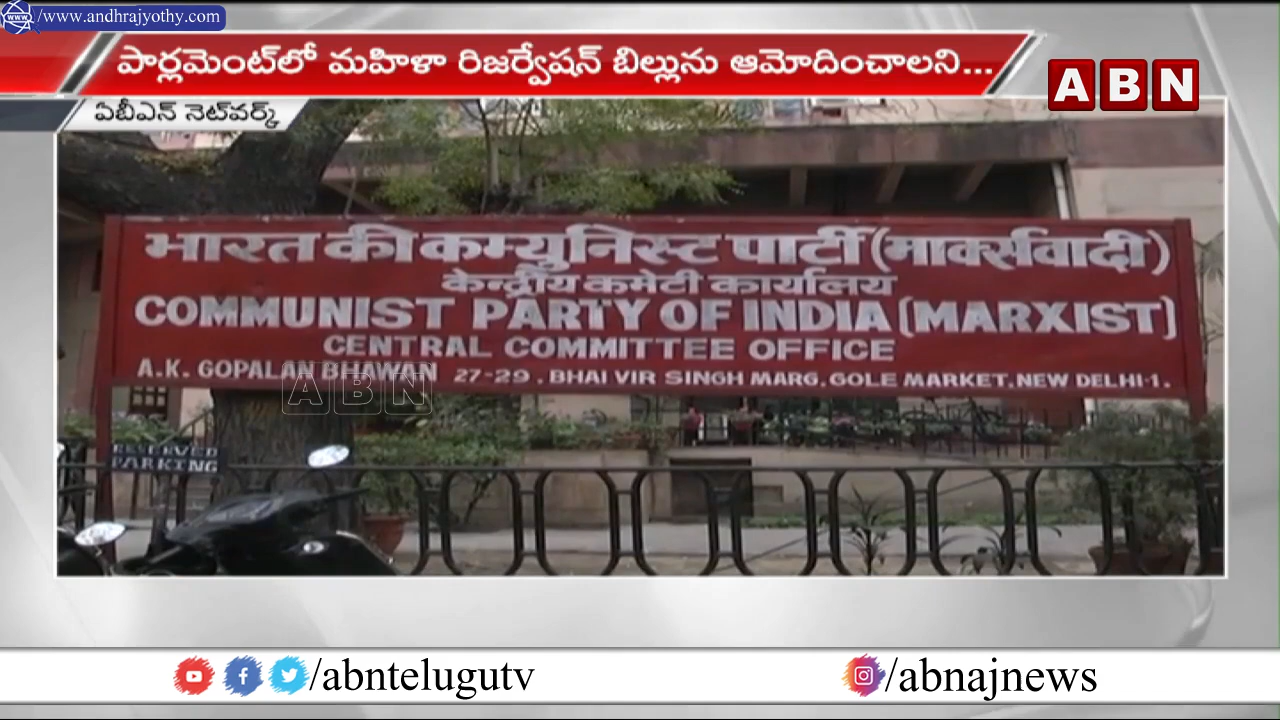 www./www.andhrajyothy.com
పార్లమెంట్‌లో మహిళా రిజర్వేషన్ బిల్లును ఆమోదించాలని...
ABN
ఏబీఎన్ నెట్‌వర్క్
भारत की कम्युनिस्ट पार्टी (मार्क्सवादी)
केन्द्रीय कमेटी कार्यालय
COMMUNIST PARTY OF INDIA (MARXIST)
CENTRAL COMMITTEE OFFICE
A.K. GOPALAN BHAWAN 27-29, BHAI VIR SINGH MARG, GOLE MARKET, NEW DELHI-1.
ABN
RESERVED
PARKING
/abntelugutv
/abnajnews